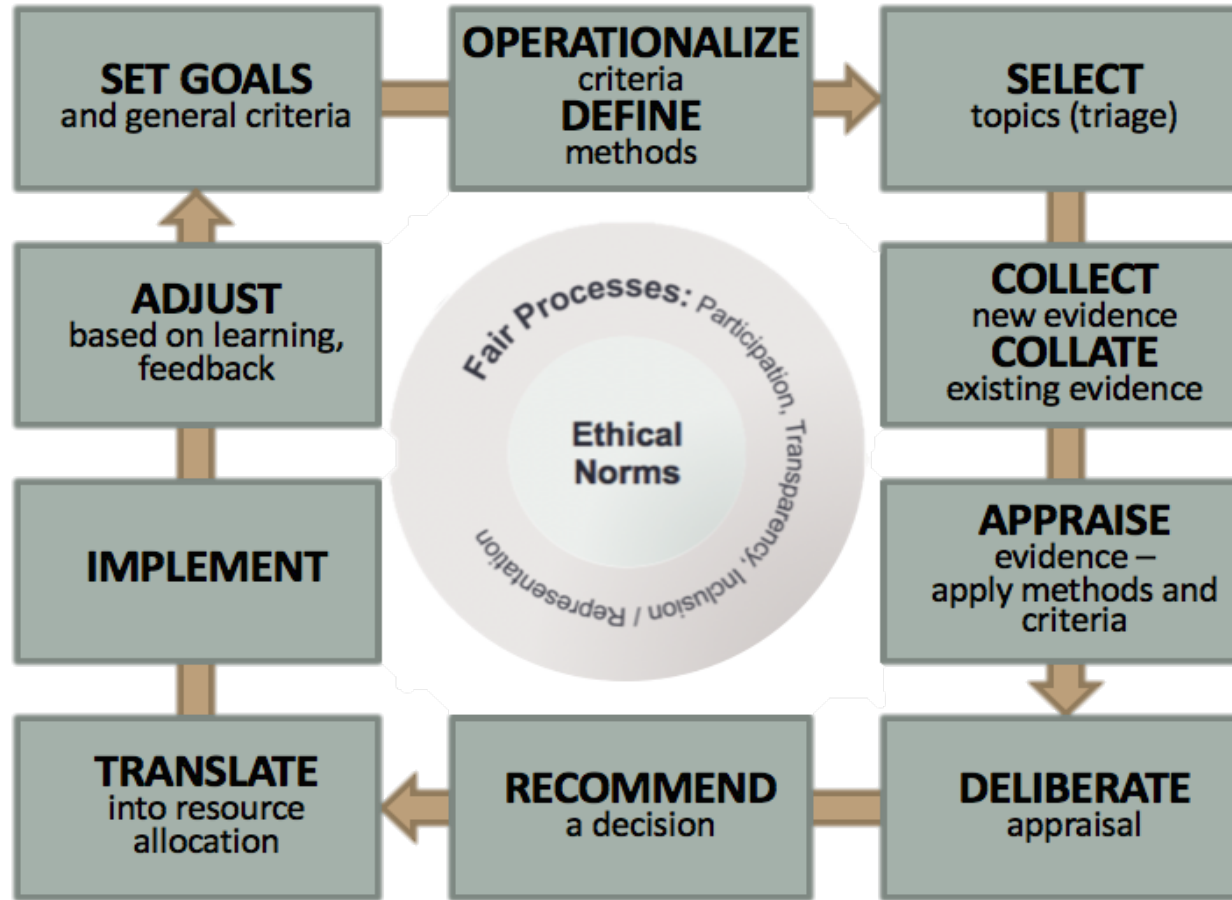 SET GOALS
and general criteria
OPERATIONALIZE
criteria
DEFINE
methods
SELECT
topics (triage)
COLLECT
new evidence
COLLATE
existing evidence
APPRAISE
evidence –
apply methods and
criteria
DELIBERATE
appraisal
RECOMMEND
a decision
TRANSLATE
into resource
allocation
IMPLEMENT
ADJUST
based on learning,
feedback
Fair Processes: Participation, Transparency, Inclusion / Representation
Ethical
Norms